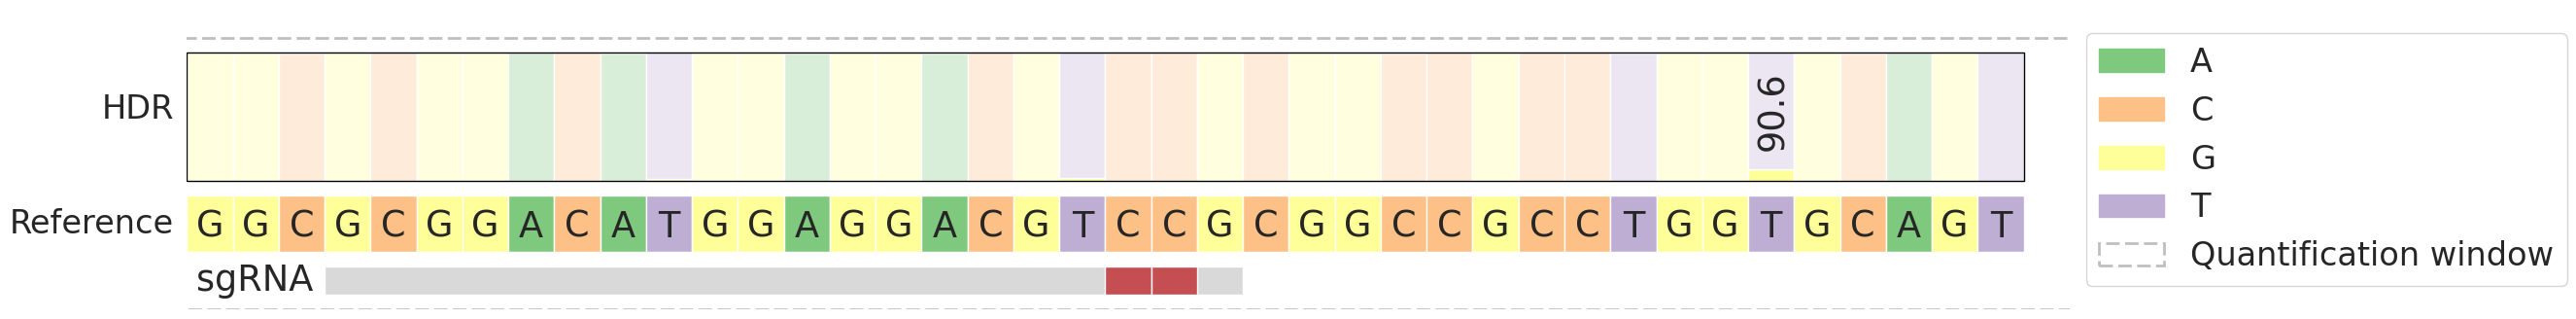 HDR
90.6
Reference G G C G C G G A C A T G G A G G A C G T C C G C G G C C G C C T G G T G C A G T
sgRNA
A
C
G
T
Quantification window